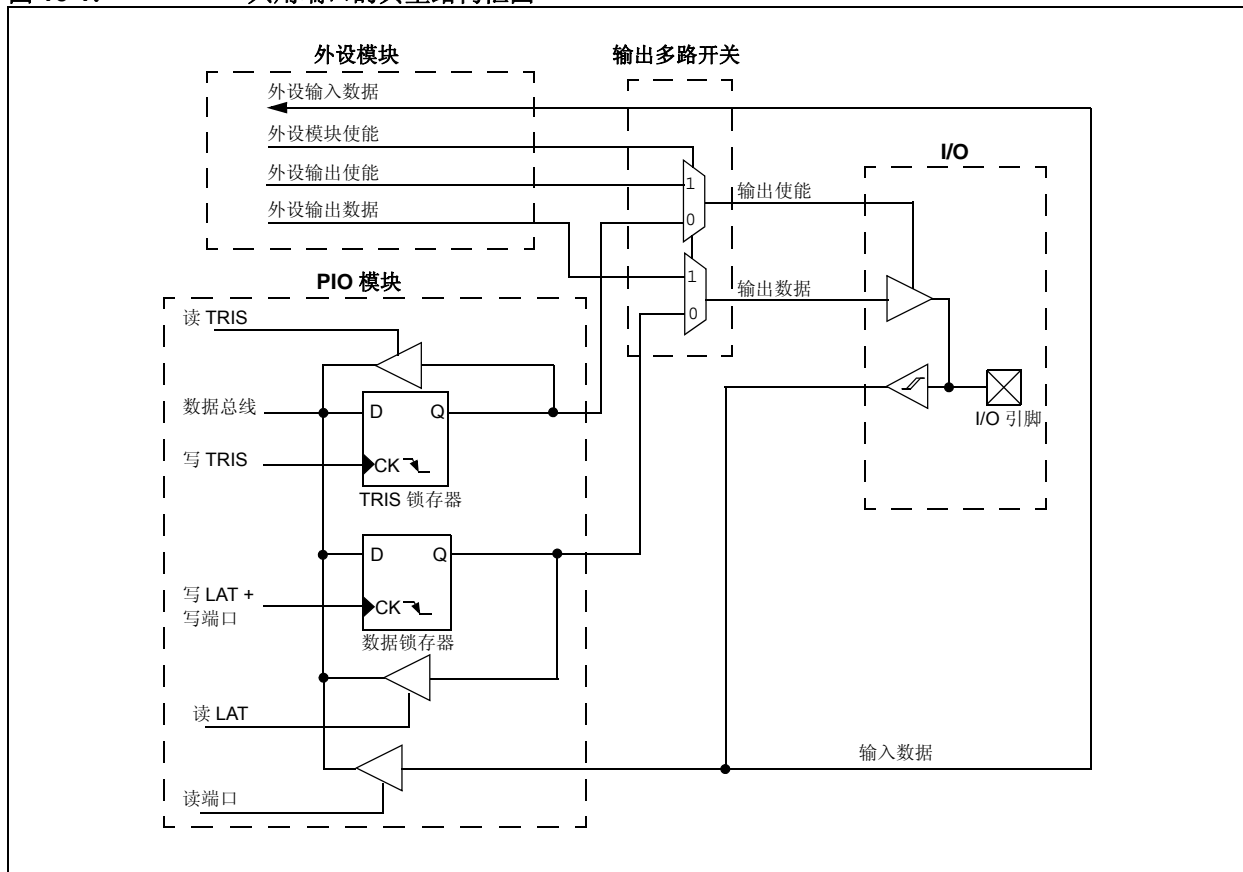 外设模块
输出多路开关
外设输入数据
外设模块使能
I/O
外设输出使能
1
输出使能
外设输出数据
0
1
PIO 模块
输出数据
读 TRIS
0
数据总线
D Q
I/O 引脚
写 TRIS
CK
TRIS 锁存器
D Q
写 LAT +
写端口
CK
数据锁存器
读 LAT
输入数据
读端口